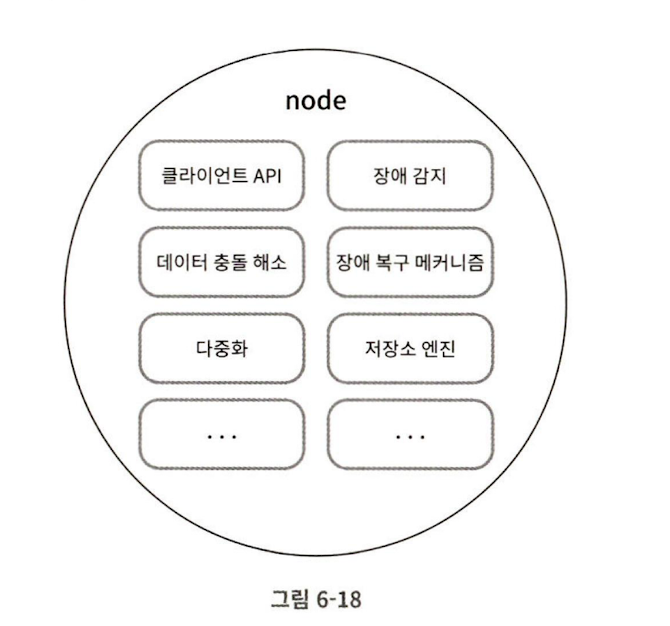 node
클라이언트 API
장애 감지
데이터 충돌 해소
장애 복구 메커니즘
다중화
저장소 엔진
...
...
그림 6-18